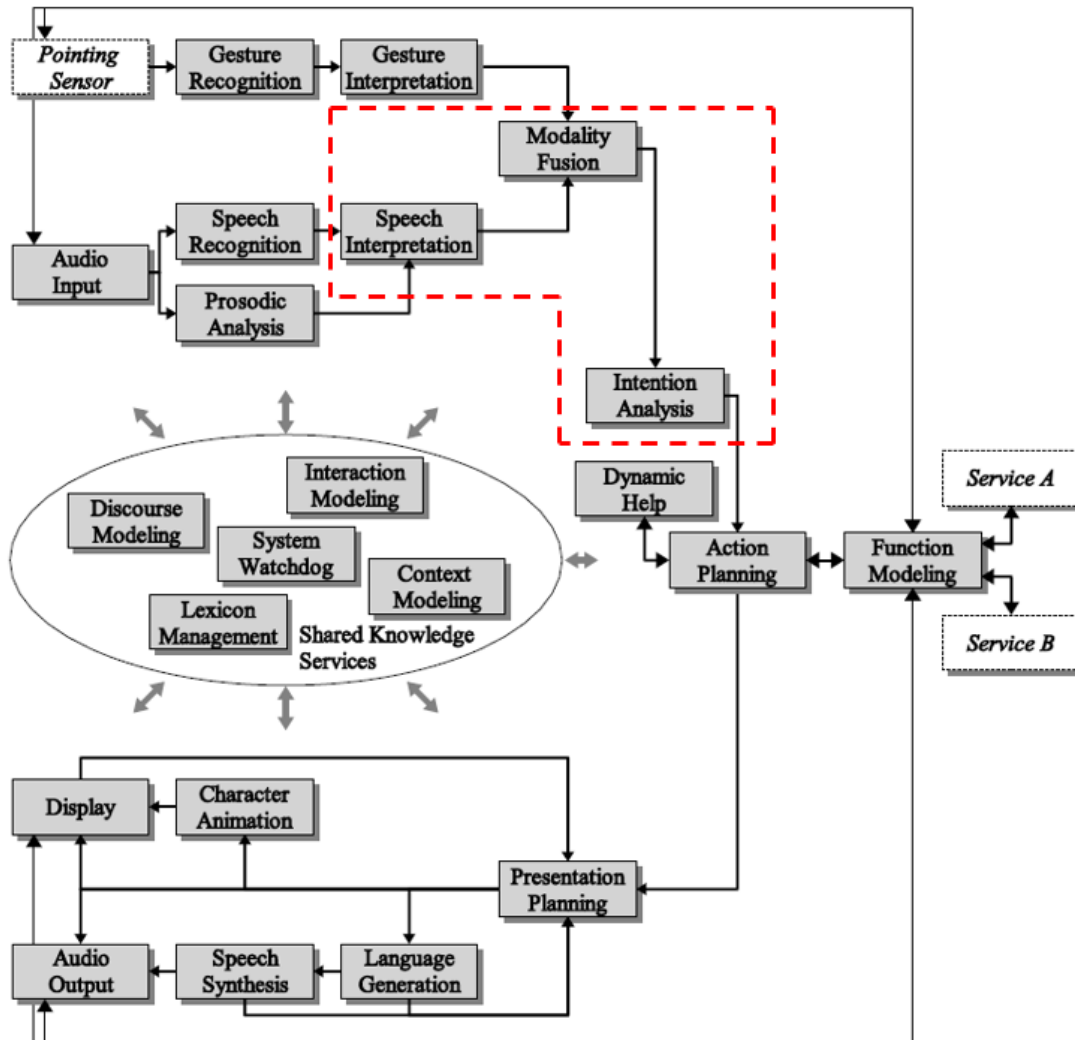 Pointing
Sensor
Gesture
Recognition
Gesture
Interpretation
Modality
Fusion
Speech
Recognition
Speech
Interpretation
Audio
Input
Prosodic
Analysis
Intention
Analysis
Interaction
Modeling
Discourse
Modeling
System
Watchdog
Context
Modeling
Lexicon
Management
Shared Knowledge
Services
Dynamic
Help
Action
Planning
Function
Modeling
Service A
Service B
Display
Character
Animation
Presentation
Planning
Audio
Output
Speech
Synthesis
Language
Generation